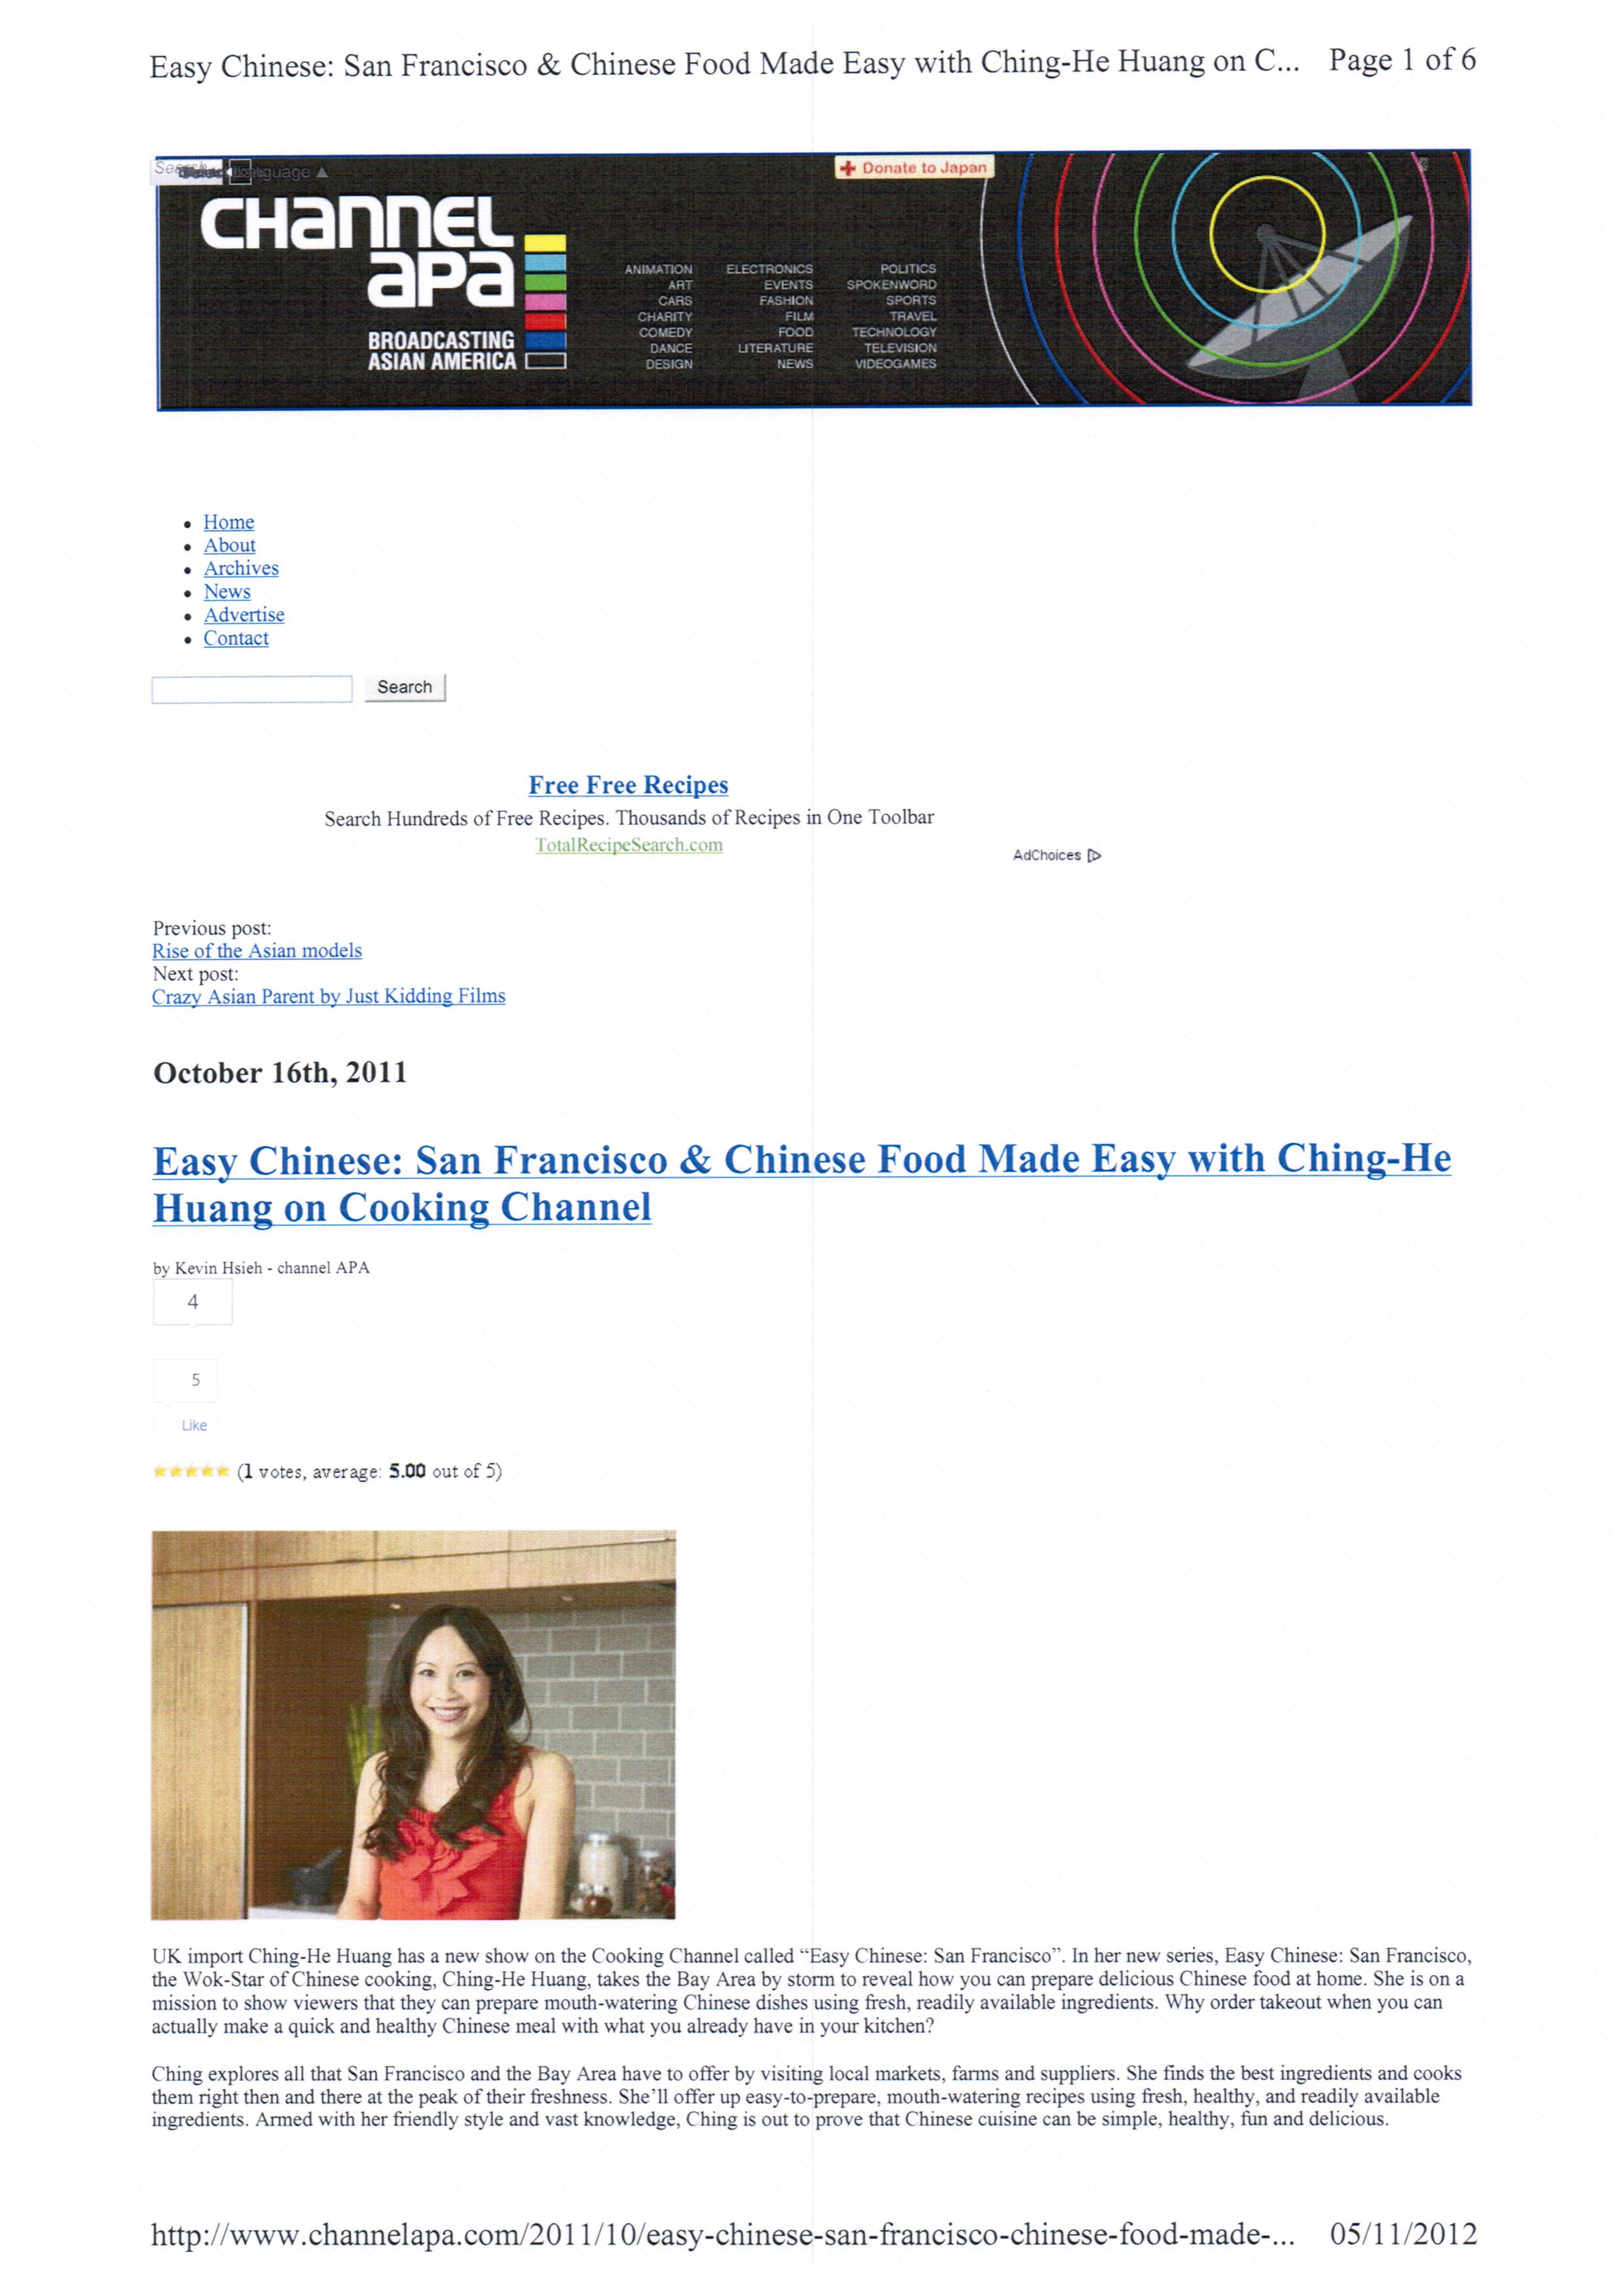 Easy Chinese: San Francisco & Chinese Food Made Easy with Ching-He Huang on C... Page 1 of 6
Search
Language ▲
Donate to Japan
CHANNEL
APA
BROADCASTING
ASIAN AMERICA
ANIMATION ELECTRONICS POLITICS
ART EVENTS SPOKENWORD
CARS FASHION SPORTS
CHARITY FILM TRAVEL
COMEDY FOOD TECHNOLOGY
DANCE LITERATURE TELEVISION
DESIGN NEWS VIDEOGAMES
• Home
• About
• Archives
• News
• Advertise
• Contact
Search
Free Free Recipes
Search Hundreds of Free Recipes. Thousands of Recipes in One Toolbar
TotalRecipeSearch.com
AdChoices
Previous post:
Rise of the Asian models
Next post:
Crazy Asian Parent by Just Kidding Films
October 16th, 2011
Easy Chinese: San Francisco & Chinese Food Made Easy with Ching-He
Huang on Cooking Channel
by Kevin Hsieh - channel APA
4
5
Like
(1 votes, average: 5.00 out of 5)
UK import Ching-He Huang has a new show on the Cooking Channel called “Easy Chinese: San Francisco”. In her new series, Easy Chinese: San Francisco,
the Wok-Star of Chinese cooking, Ching-He Huang, takes the Bay Area by storm to reveal how you can prepare delicious Chinese food at home. She is on a
mission to show viewers that they can prepare mouth-watering Chinese dishes using fresh, readily available ingredients. Why order takeout when you can
actually make a quick and healthy Chinese meal with what you already have in your kitchen?
Ching explores all that San Francisco and the Bay Area have to offer by visiting local markets, farms and suppliers. She finds the best ingredients and cooks
them right then and there at the peak of their freshness. She’ll offer up easy-to-prepare, mouth-watering recipes using fresh, healthy, and readily available
ingredients. Armed with her friendly style and vast knowledge, Ching is out to prove that Chinese cuisine can be simple, healthy, fun and delicious.
http://www.channelapa.com/2011/10/easy-chinese-san-francisco-chinese-food-made-... 05/11/2012